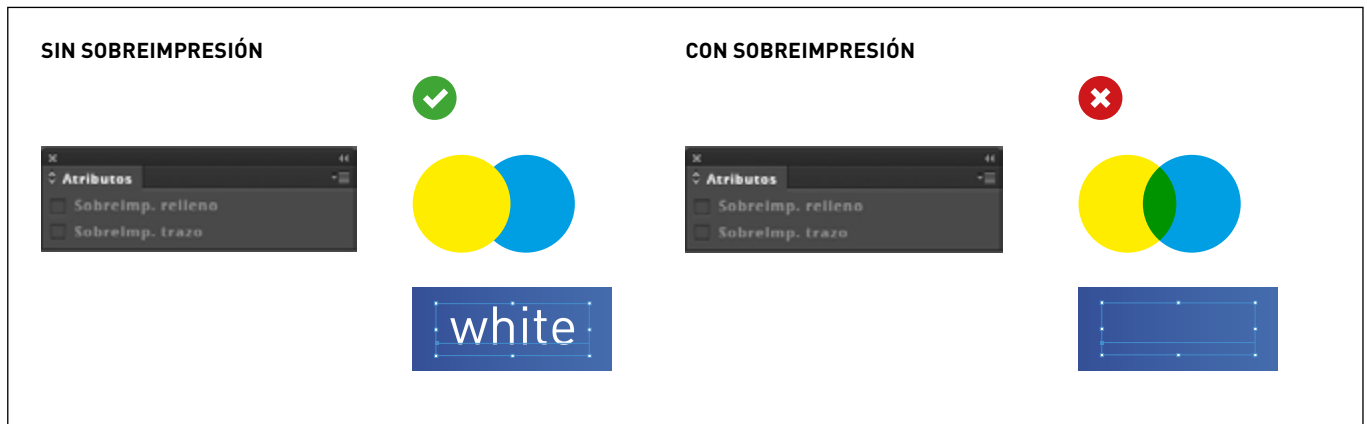 SIN SOBREIMPRESIÓN
Atributos
Sobreimp. relleno
Sobreimp. trazo
white
CON SOBREIMPRESIÓN
Atributos
Sobreimp. relleno
Sobreimp. trazo